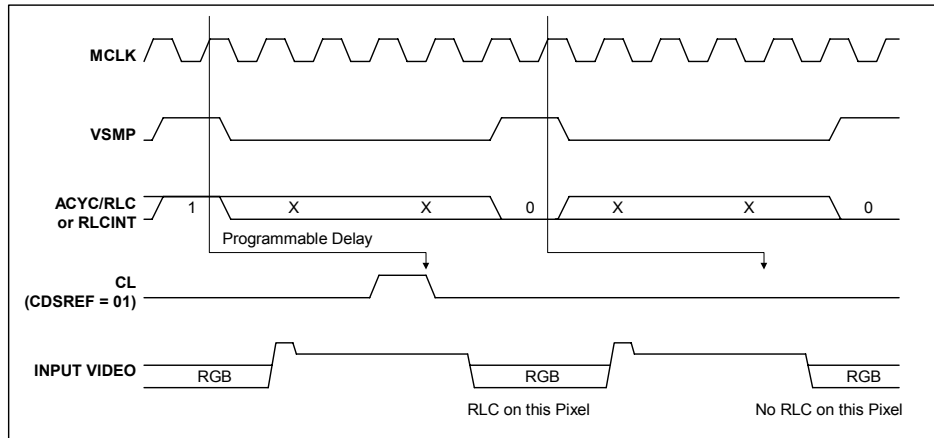 MCLK
VSMP
ACYC/RLC
or RLCINT
1 X X 0 X X 0
Programmable Delay
CL
(CDSREF = 01)
INPUT VIDEO
RGB RGB RGB
RLC on this Pixel No RLC on this Pixel